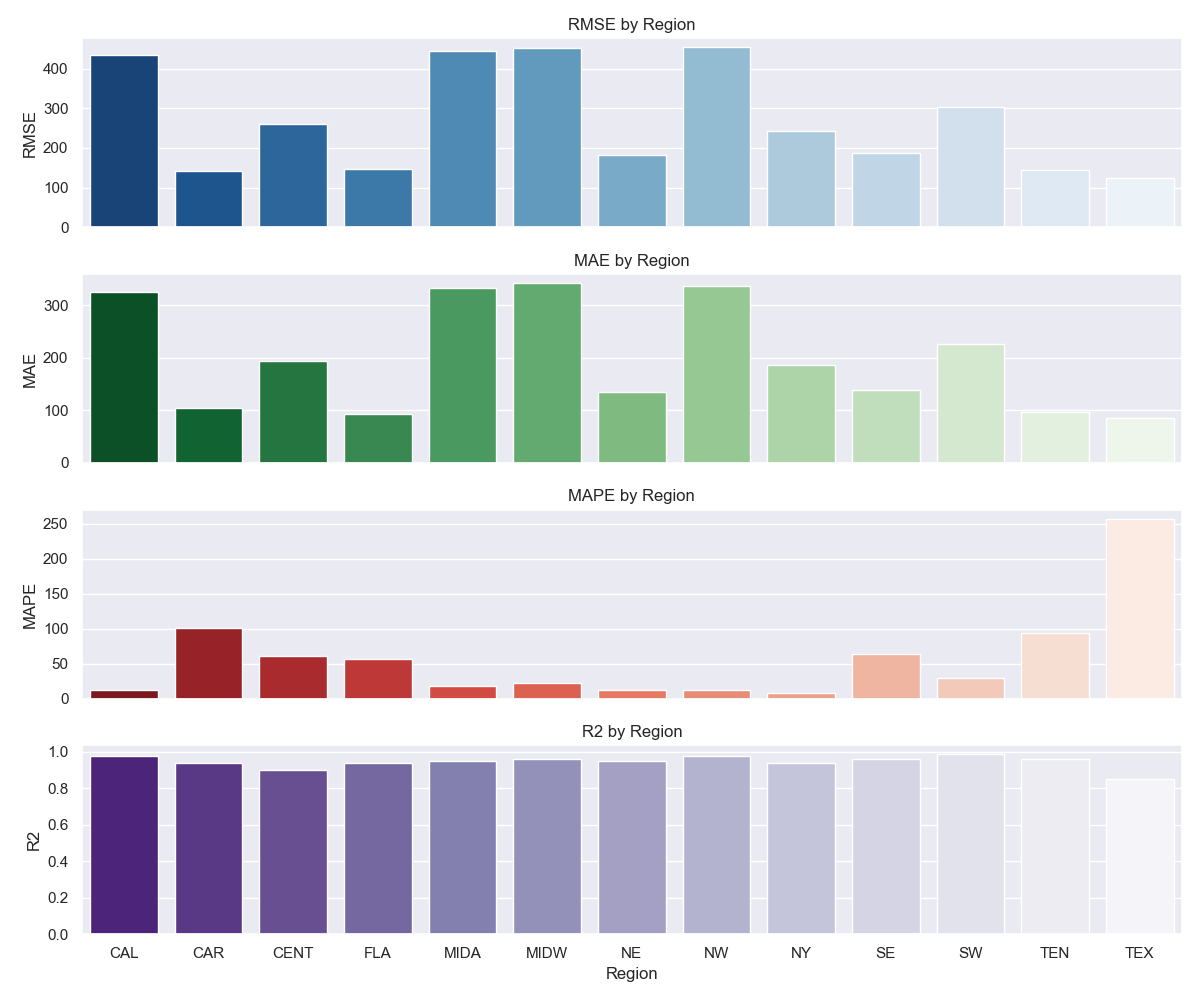 RMSE by Region
RMSE
400
300
200
100
0
MAE by Region
MAE
300
200
100
0
MAPE by Region
MAPE
250
200
150
100
50
0
R2 by Region
R2
1.0
0.8
0.6
0.4
0.2
0.0
CAL CAR CENT FLA MIDA MIDW NE NW NY SE SW TEN TEX
Region